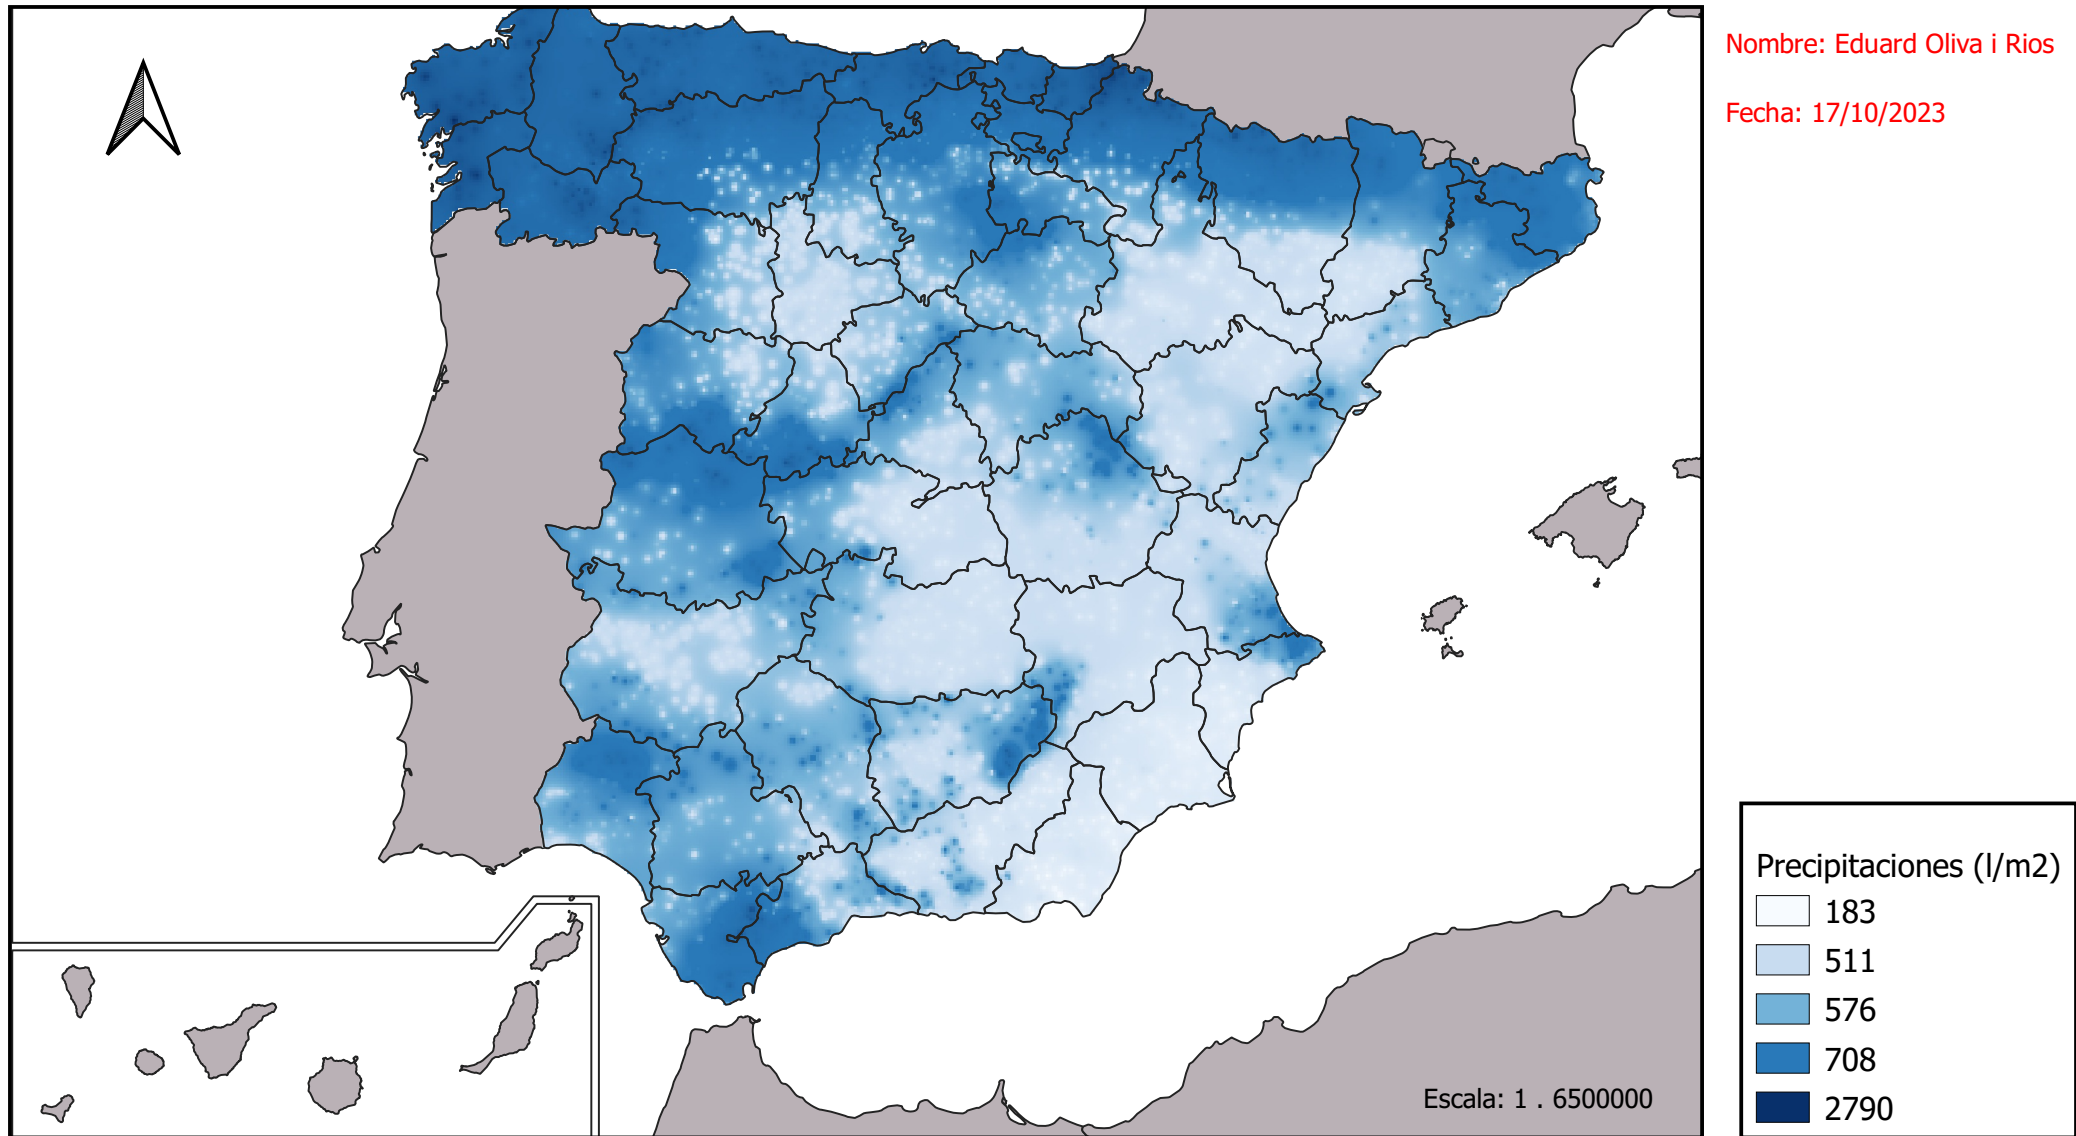 Nombre: Eduard Oliva i Rios
Fecha: 17/10/2023
Precipitaciones (l/m2)
183
511
576
708
2790
Escala: 1 . 6500000